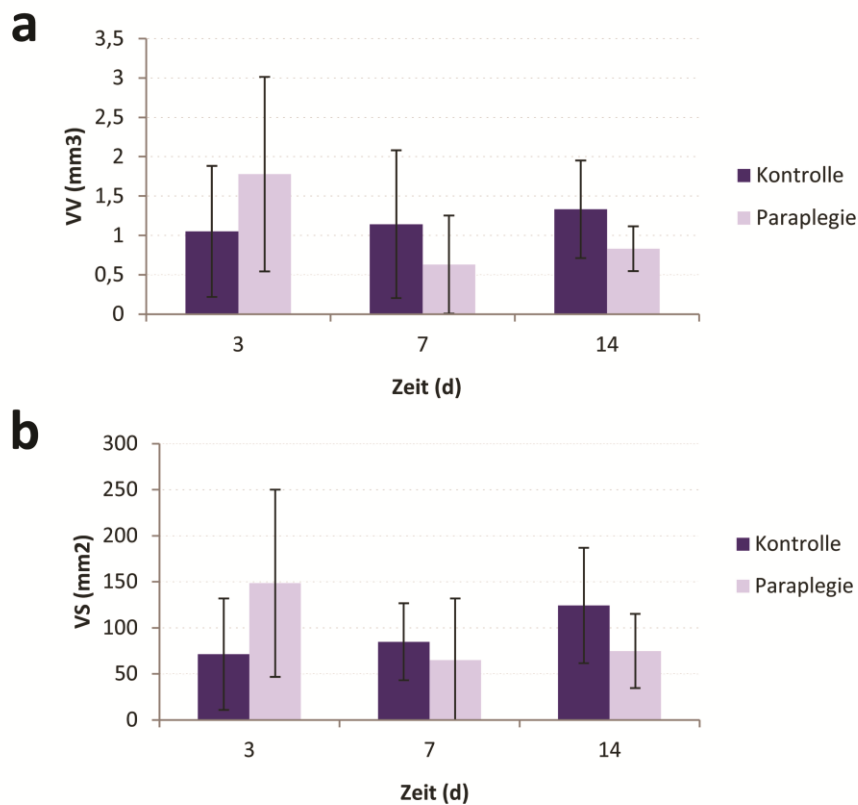 a
VV (mm3)
3,5
3
2,5
2
1,5
1
0,5
0
3
7
14
Zeit (d)
Kontrolle
Paraplegie
b
VS (mm2)
300
250
200
150
100
50
0
3
7
14
Zeit (d)
Kontrolle
Paraplegie